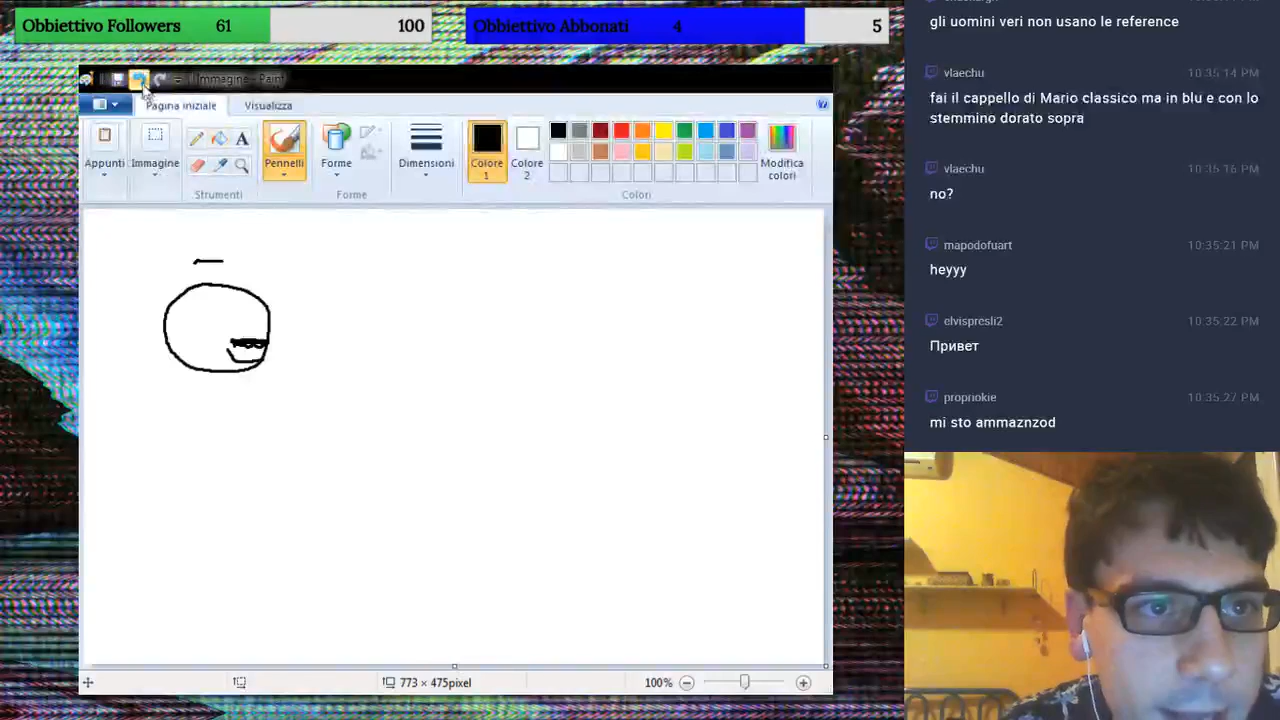 Obbiettivo Followers 61 100
Obbiettivo Abbonati 4 5
Immagine - Paint
Pagina iniziale Visualizza
Appunti
Immagine
Strumenti
Pennelli
Forme
Forme
Dimensioni
Colore 1
Colore 2
Modifica colori
Colori
773 × 475pixel
100%
gli uomini veri non usano le reference
vlaechu 10:35:14 PM
fai il cappello di Mario classico ma in blu e con lo
stemmino dorato sopra
vlaechu 10:35:16 PM
no?
mapodofuart 10:35:21 PM
heyyy
elvispresli2 10:35:22 PM
Привет
propriokie 10:35:27 PM
mi sto ammaznzod